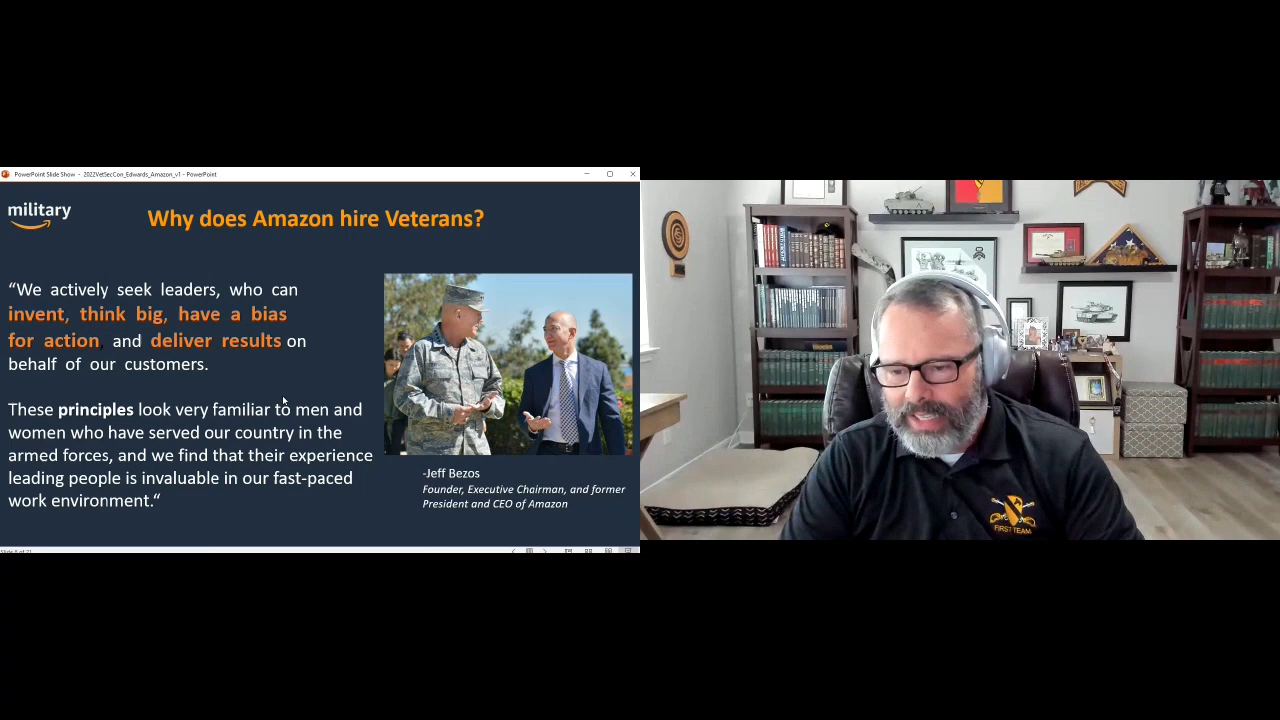 PowerPoint Slide Show - 2022VetSecCon_Edwards_Amazon_v1 - PowerPoint
military
Why does Amazon hire Veterans?
“We actively seek leaders, who can
invent, think big, have a bias
for action, and deliver results on
behalf of our customers.
These principles look very familiar to men and
women who have served our country in the
armed forces, and we find that their experience
leading people is invaluable in our fast-paced
work environment.“
-Jeff Bezos
Founder, Executive Chairman, and former
President and CEO of Amazon
FIRST TEAM